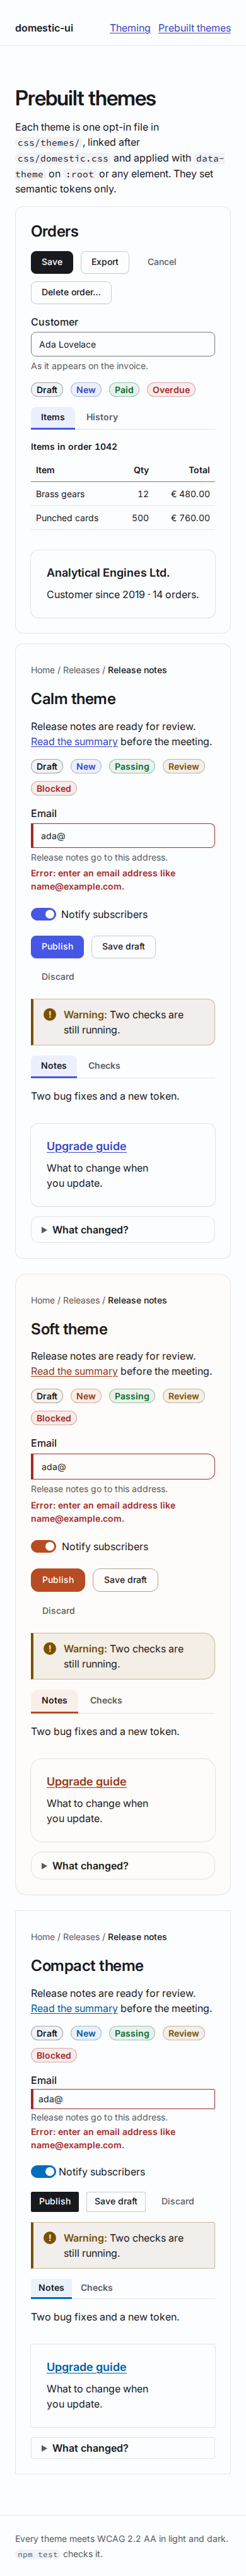 domestic-ui Theming Prebuilt themes
Prebuilt themes
Each theme is one opt-in file in
css/themes/, linked after
css/domestic.css and applied with data-
theme on :root or any element. They set
semantic tokens only.
Orders
Save Export Cancel
Delete order...
Customer
Ada Lovelace
As it appears on the invoice.
Draft New Paid Overdue
Items History
Items in order 1042
Item Qty Total
Brass gears 12 € 480.00
Punched cards 500 € 760.00
Analytical Engines Ltd.
Customer since 2019 · 14 orders.
Home / Releases / Release notes
Calm theme
Release notes are ready for review.
Read the summary before the meeting.
Draft New Passing Review
Blocked
Email
ada@
Release notes go to this address.
Error: enter an email address like
name@example.com.
Notify subscribers
Publish Save draft
Discard
Warning: Two checks are
still running.
Notes Checks
Two bug fixes and a new token.
Upgrade guide
What to change when
you update.
What changed?
Home / Releases / Release notes
Soft theme
Release notes are ready for review.
Read the summary before the meeting.
Draft New Passing Review
Blocked
Email
ada@
Release notes go to this address.
Error: enter an email address like
name@example.com.
Notify subscribers
Publish Save draft
Discard
Warning: Two checks are
still running.
Notes Checks
Two bug fixes and a new token.
Upgrade guide
What to change when
you update.
What changed?
Home / Releases / Release notes
Compact theme
Release notes are ready for review.
Read the summary before the meeting.
Draft New Passing Review
Blocked
Email
ada@
Release notes go to this address.
Error: enter an email address like
name@example.com.
Notify subscribers
Publish Save draft Discard
Warning: Two checks are
still running.
Notes Checks
Two bug fixes and a new token.
Upgrade guide
What to change when
you update.
What changed?
Every theme meets WCAG 2.2 AA in light and dark.
npm test checks it.